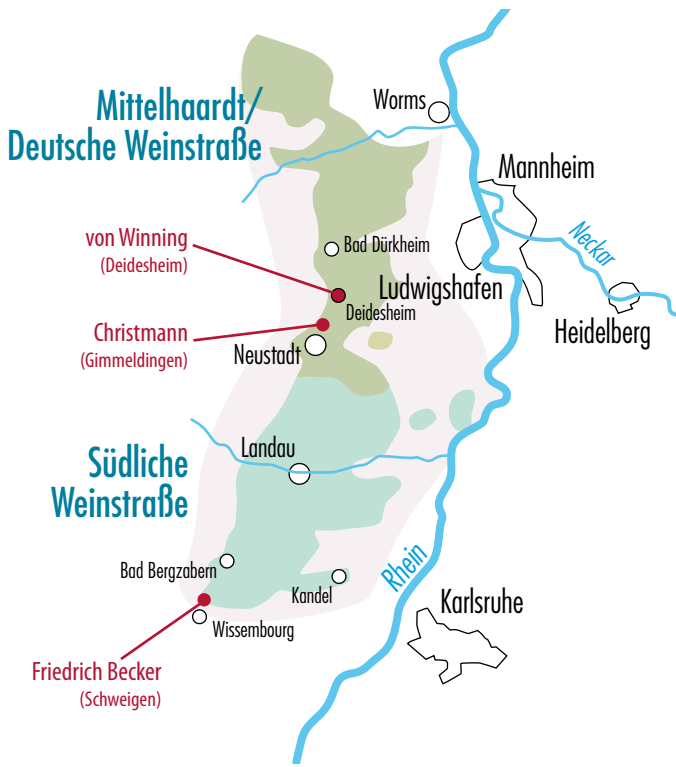 Mittelhaardt/
Deutsche Weinstraße
Worms
Mannheim
von Winning
(Deidesheim)
Bad Dürkheim
Neckar
Ludwigshafen
Deidesheim
Christmann
(Gimmeldingen)
Neustadt
Heidelberg
Südliche
Weinstraße
Landau
Bad Bergzabern
Kandel
Rhein
Karlsruhe
Wissembourg
Friedrich Becker
(Schweigen)